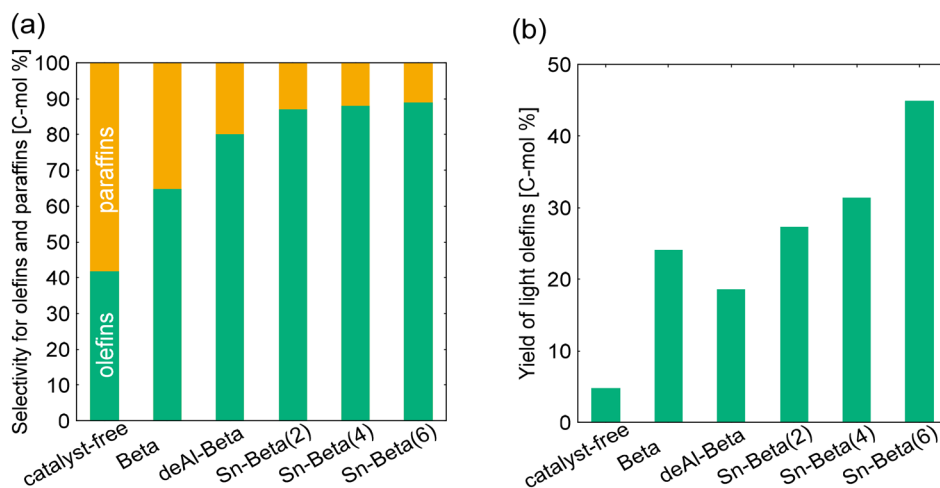 (a)
Selectivity for olefins and paraffins [C-mol %]
100
90
80
70
60
50
40
30
20
10
0
paraffins
olefins
catalyst-free
Beta
deAl-Beta
Sn-Beta(2)
Sn-Beta(4)
Sn-Beta(6)
(b)
Yield of light olefins [C-mol %]
50
40
30
20
10
0
catalyst-free
Beta
deAl-Beta
Sn-Beta(2)
Sn-Beta(4)
Sn-Beta(6)